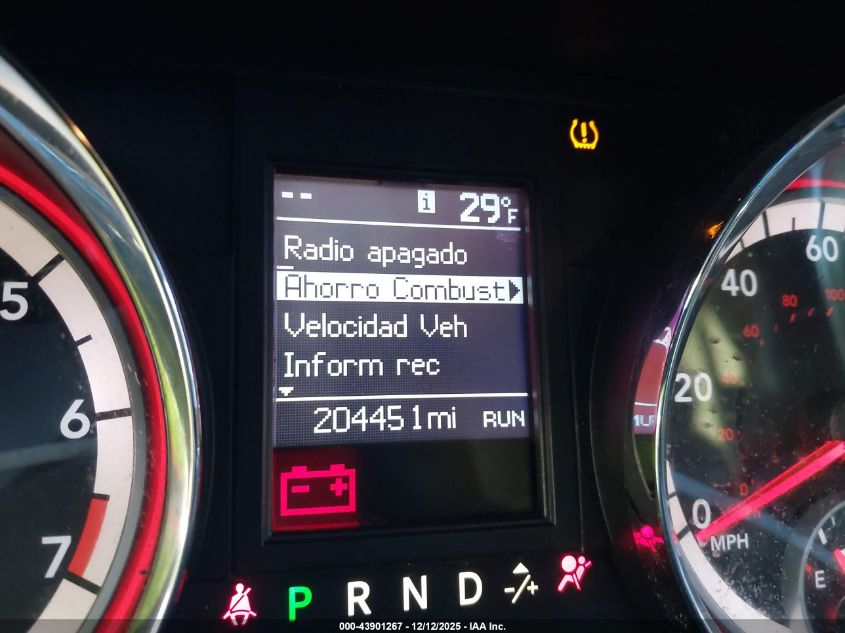 -- i 29°F
Radio apagado
Ahorro Combust
Velocidad Veh
Inform rec
204451mi RUN
5
6
7
60
40
20
0
80
100
60
40
20
0
MPH
E
P R N D -/+
000-43901267 - 12/12/2025 - IAA Inc.